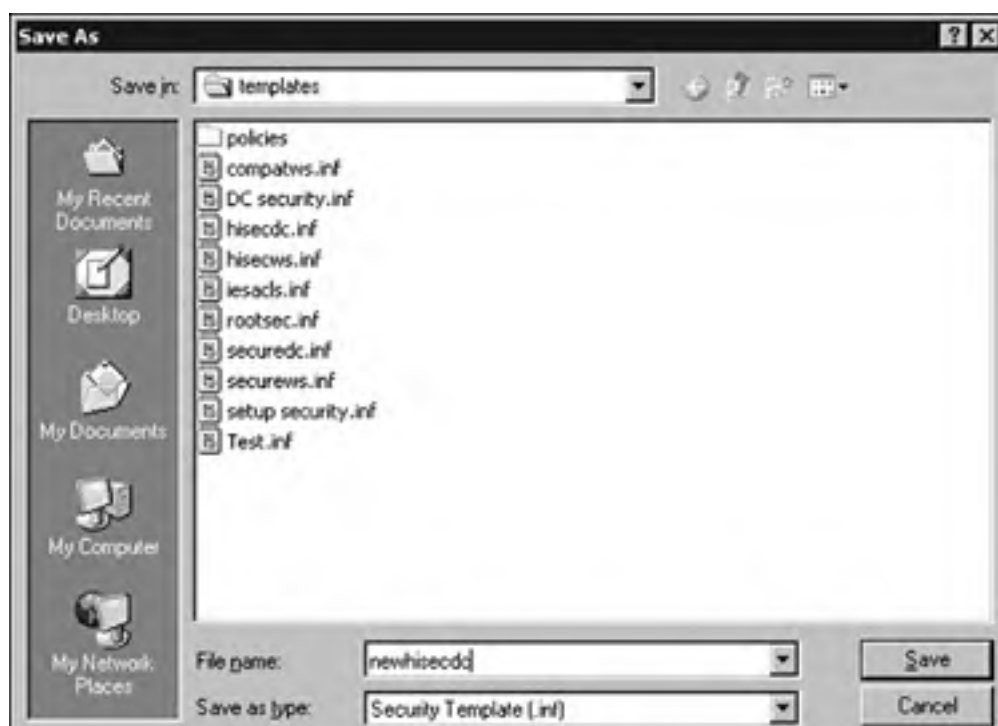 Save As
Save in:
templates
My Recent
Documents
Desktop
My Documents
My Computer
My Network
Places
policies
compatws.inf
DC security.inf
hisecdc.inf
hisecws.inf
iesacls.inf
rootsec.inf
securedc.inf
securews.inf
setup security.inf
Test.inf
File name:
newhisecdc
Save
Save as type:
Security Template (.inf)
Cancel